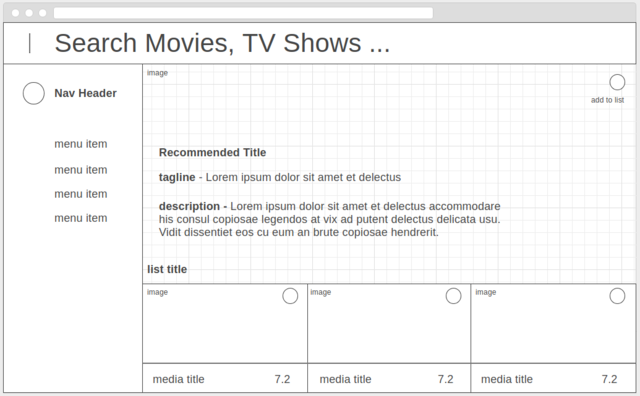 Search Movies, TV Shows ...
Nav Header
menu item
menu item
menu item
menu item
image
add to list
Recommended Title
tagline - Lorem ipsum dolor sit amet et delectus
description - Lorem ipsum dolor sit amet et delectus accommodare
his consul copiosae legendos at vix ad putent delectus delicata usu.
Vidit dissentiet eos cu eum an brute copiosae hendrerit.
list title
image
image
image
media title 7.2
media title 7.2
media title 7.2